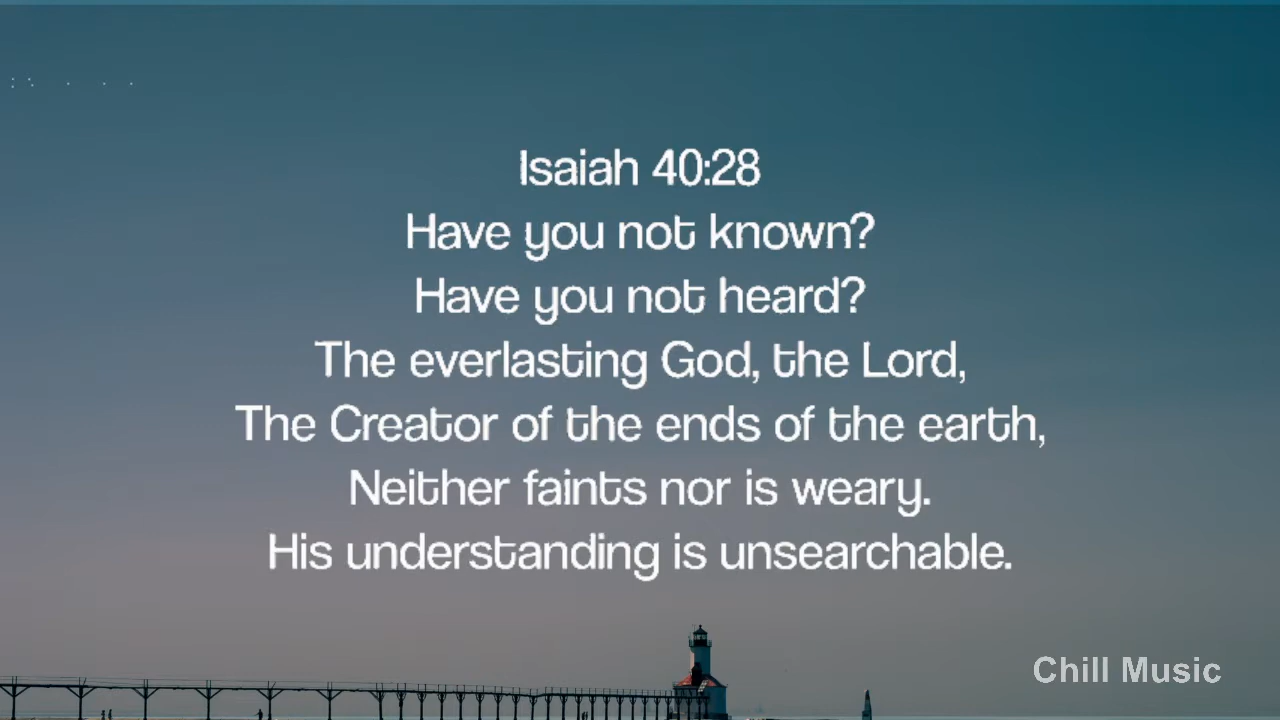 Isaiah 40:28
Have you not known?
Have you not heard?
The everlasting God, the Lord,
The Creator of the ends of the earth,
Neither faints nor is weary.
His understanding is unsearchable.
Chill Music